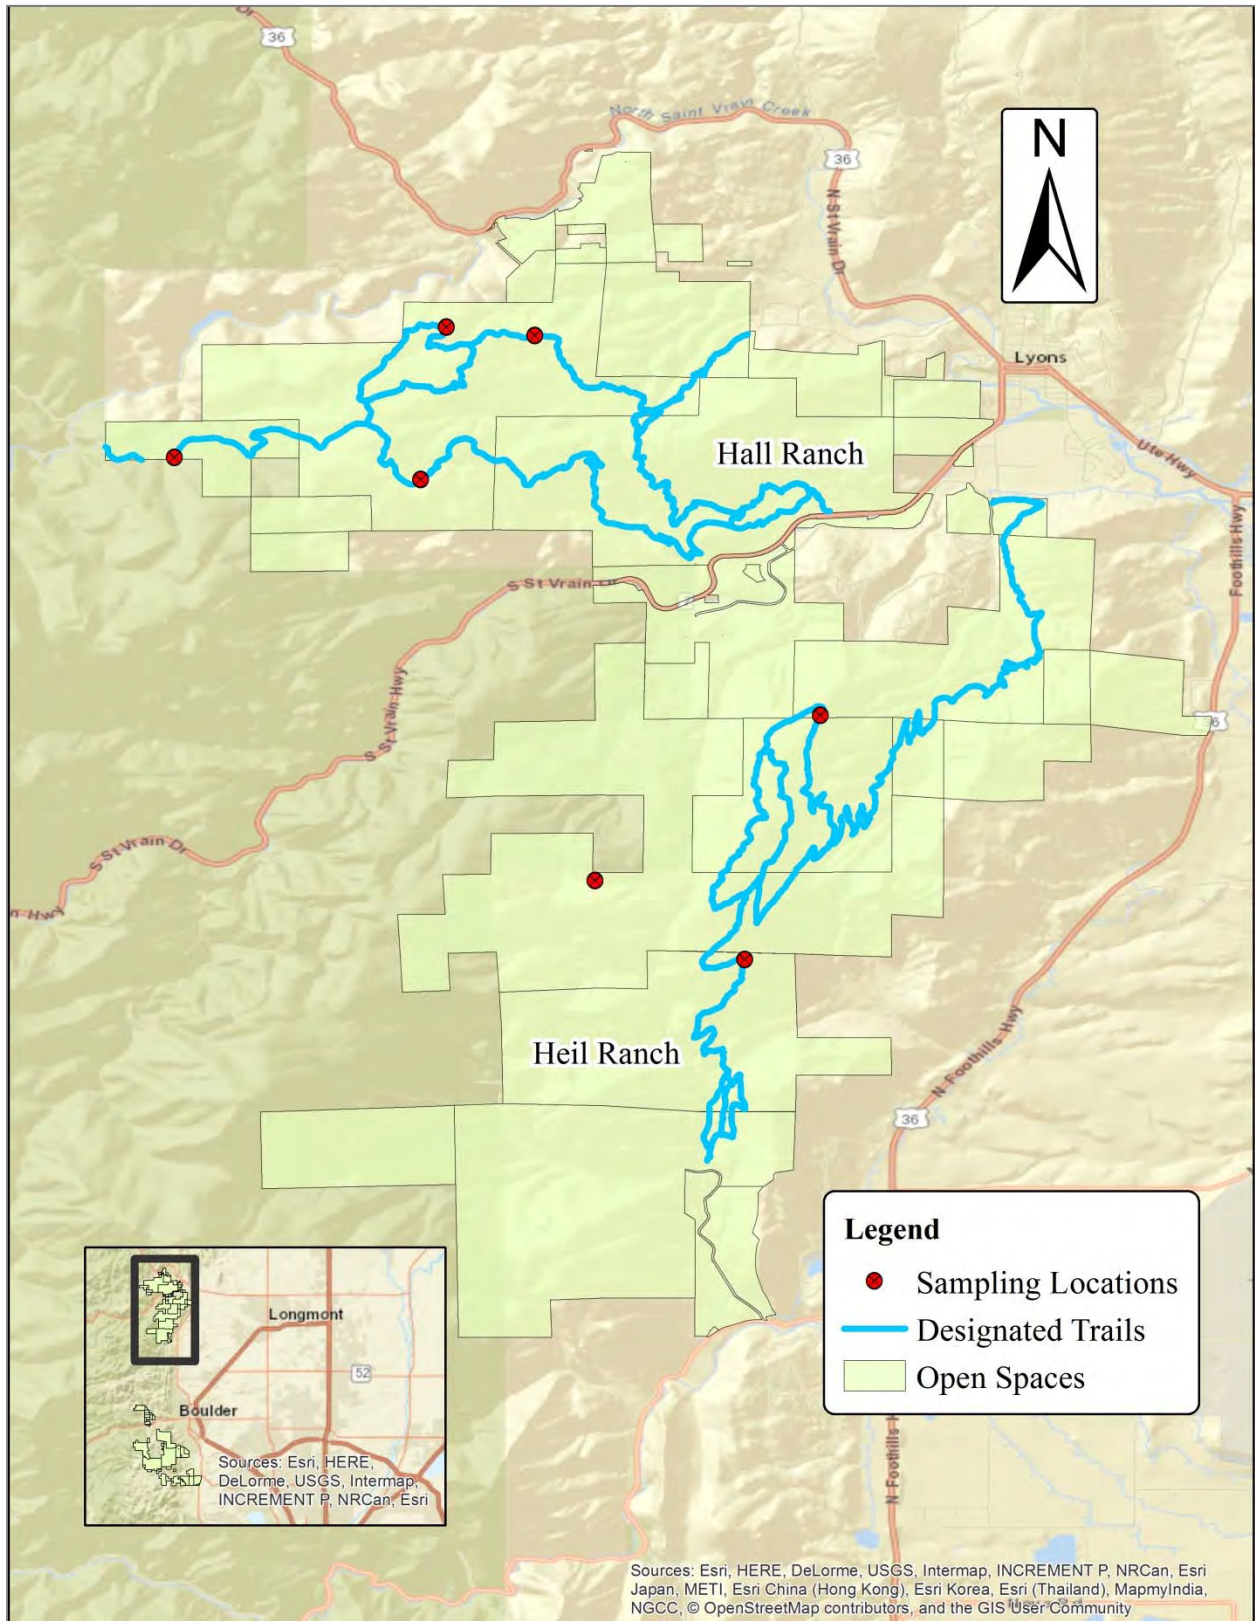 Dr
36
North Saint Vrain Creek
36
N St Vrain Dr
N
Lyons
Ute Hwy
Hall Ranch
Foothills Hwy
S St Vrain Dr
S St Vrain Hwy
36
S St Vrain Dr
Hwy
N Foothills Hwy
Heil Ranch
36
Legend
Sampling Locations
Designated Trails
Open Spaces
Longmont
52
Boulder
Sources: Esri, HERE,
DeLorme, USGS, Intermap,
INCREMENT P, NRCan, Esri
N Foothills H
Sources: Esri, HERE, DeLorme, USGS, Intermap, INCREMENT P, NRCan, Esri
Japan, METI, Esri China (Hong Kong), Esri Korea, Esri (Thailand), MapmyIndia,
NGCC, © OpenStreetMap contributors, and the GIS User Community